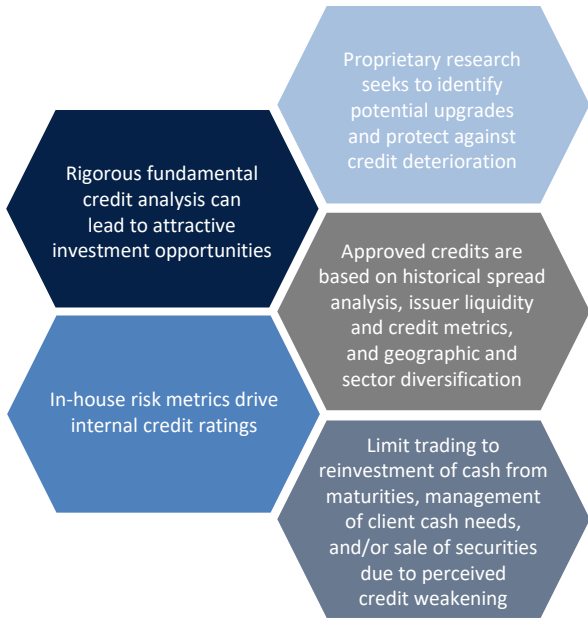 Proprietary research
seeks to identify
potential upgrades
and protect against
credit deterioration
Rigorous fundamental
credit analysis can
lead to attractive
investment opportunities
Approved credits are
based on historical spread
analysis, issuer liquidity
and credit metrics,
and geographic and
sector diversification
In-house risk metrics drive
internal credit ratings
Limit trading to
reinvestment of cash from
maturities, management
of client cash needs,
and/or sale of securities
due to perceived
credit weakening